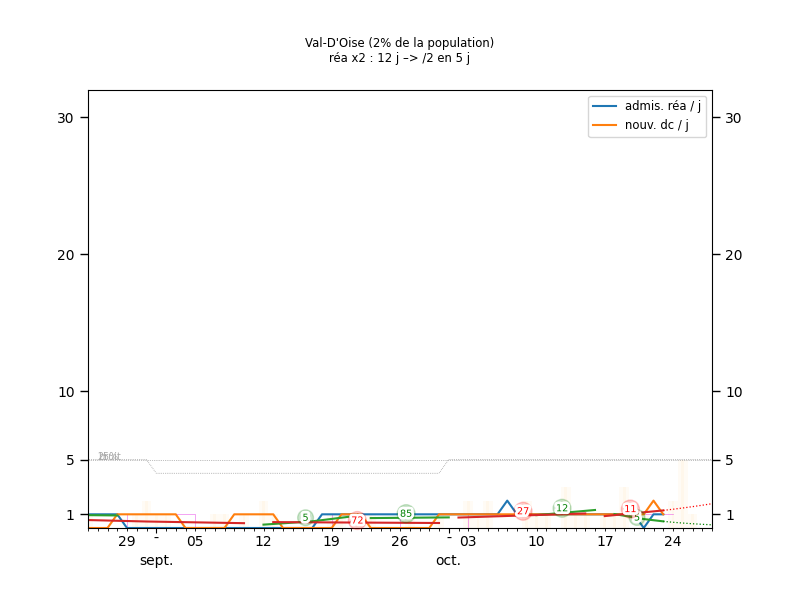 Val-D'Oise (2% de la population)
réa x2 : 12 j –> /2 en 5 j
admis. réa / j
nouv. dc / j
30 30
20 20
10 10
5 5
1 1
5 72 85 27 12 11 5
29 - 05 12 19 26 - 03 10 17 24
sept. oct.